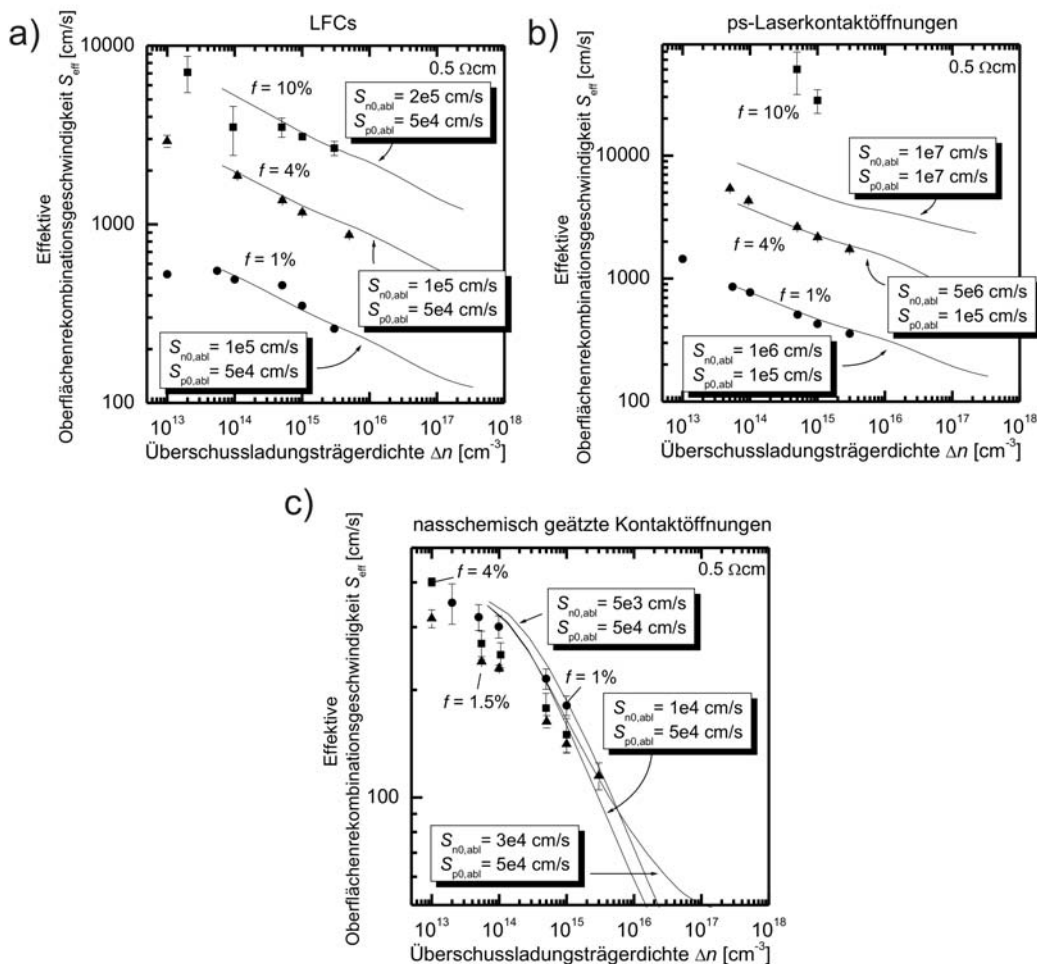 a)
LFCs
Effektive
Oberflächenrekombinationsgeschwindigkeit S_eff [cm/s]
10000
1000
100
0.5 Ωcm
f = 10%
S_n0,abl = 2e5 cm/s
S_p0,abl = 5e4 cm/s
f = 4%
S_n0,abl = 1e5 cm/s
S_p0,abl = 5e4 cm/s
f = 1%
S_n0,abl = 1e5 cm/s
S_p0,abl = 5e4 cm/s
10^13 10^14 10^15 10^16 10^17 10^18
Überschussladungsträgerdichte Δn [cm^-3]
b)
ps-Laserkontaktöffnungen
Effektive
Oberflächenrekombinationsgeschwindigkeit S_eff [cm/s]
10000
1000
100
0.5 Ωcm
f = 10%
S_n0,abl = 1e7 cm/s
S_p0,abl = 1e7 cm/s
f = 4%
S_n0,abl = 5e6 cm/s
S_p0,abl = 1e5 cm/s
f = 1%
S_n0,abl = 1e6 cm/s
S_p0,abl = 1e5 cm/s
10^13 10^14 10^15 10^16 10^17 10^18
Überschussladungsträgerdichte Δn [cm^-3]
c)
nasschemisch geätzte Kontaktöffnungen
Effektive
Oberflächenrekombinationsgeschwindigkeit S_eff [cm/s]
100
0.5 Ωcm
f = 4%
S_n0,abl = 5e3 cm/s
S_p0,abl = 5e4 cm/s
f = 1%
f = 1.5%
S_n0,abl = 1e4 cm/s
S_p0,abl = 5e4 cm/s
S_n0,abl = 3e4 cm/s
S_p0,abl = 5e4 cm/s
10^13 10^14 10^15 10^16 10^17 10^18
Überschussladungsträgerdichte Δn [cm^-3]